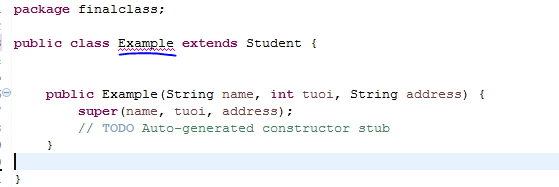 package finalclass;
public class Example extends Student {
public Example(String name, int tuoi, String address) {
super(name, tuoi, address);
// TODO Auto-generated constructor stub
}
}